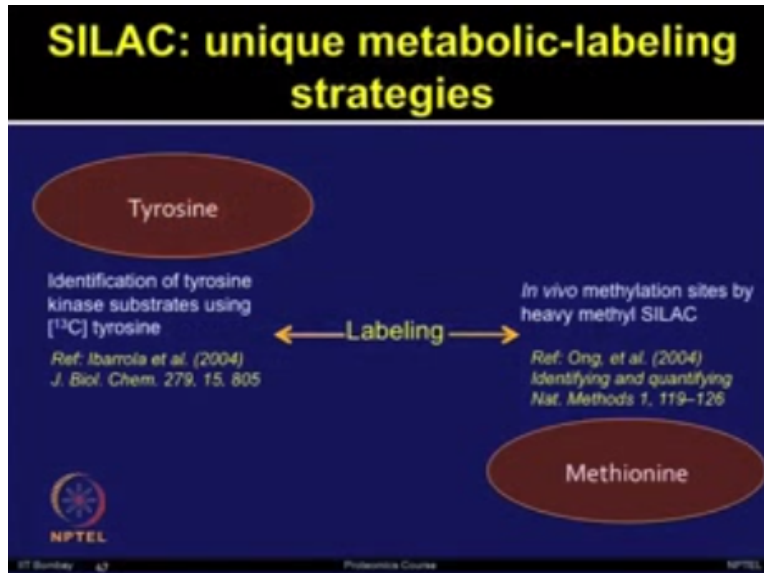 SILAC: unique metabolic-labeling
strategies
Tyrosine
Identification of tyrosine
kinase substrates using
[¹³C] tyrosine
Ref: Ibarrola et al. (2004)
J. Biol. Chem. 279, 15, 805
Labeling
In vivo methylation sites by
heavy methyl SILAC
Ref: Ong, et al. (2004)
Identifying and quantifying
Nat. Methods 1, 119–126
Methionine
NPTEL
IIT Bombay
Proteomics Course
NPTEL